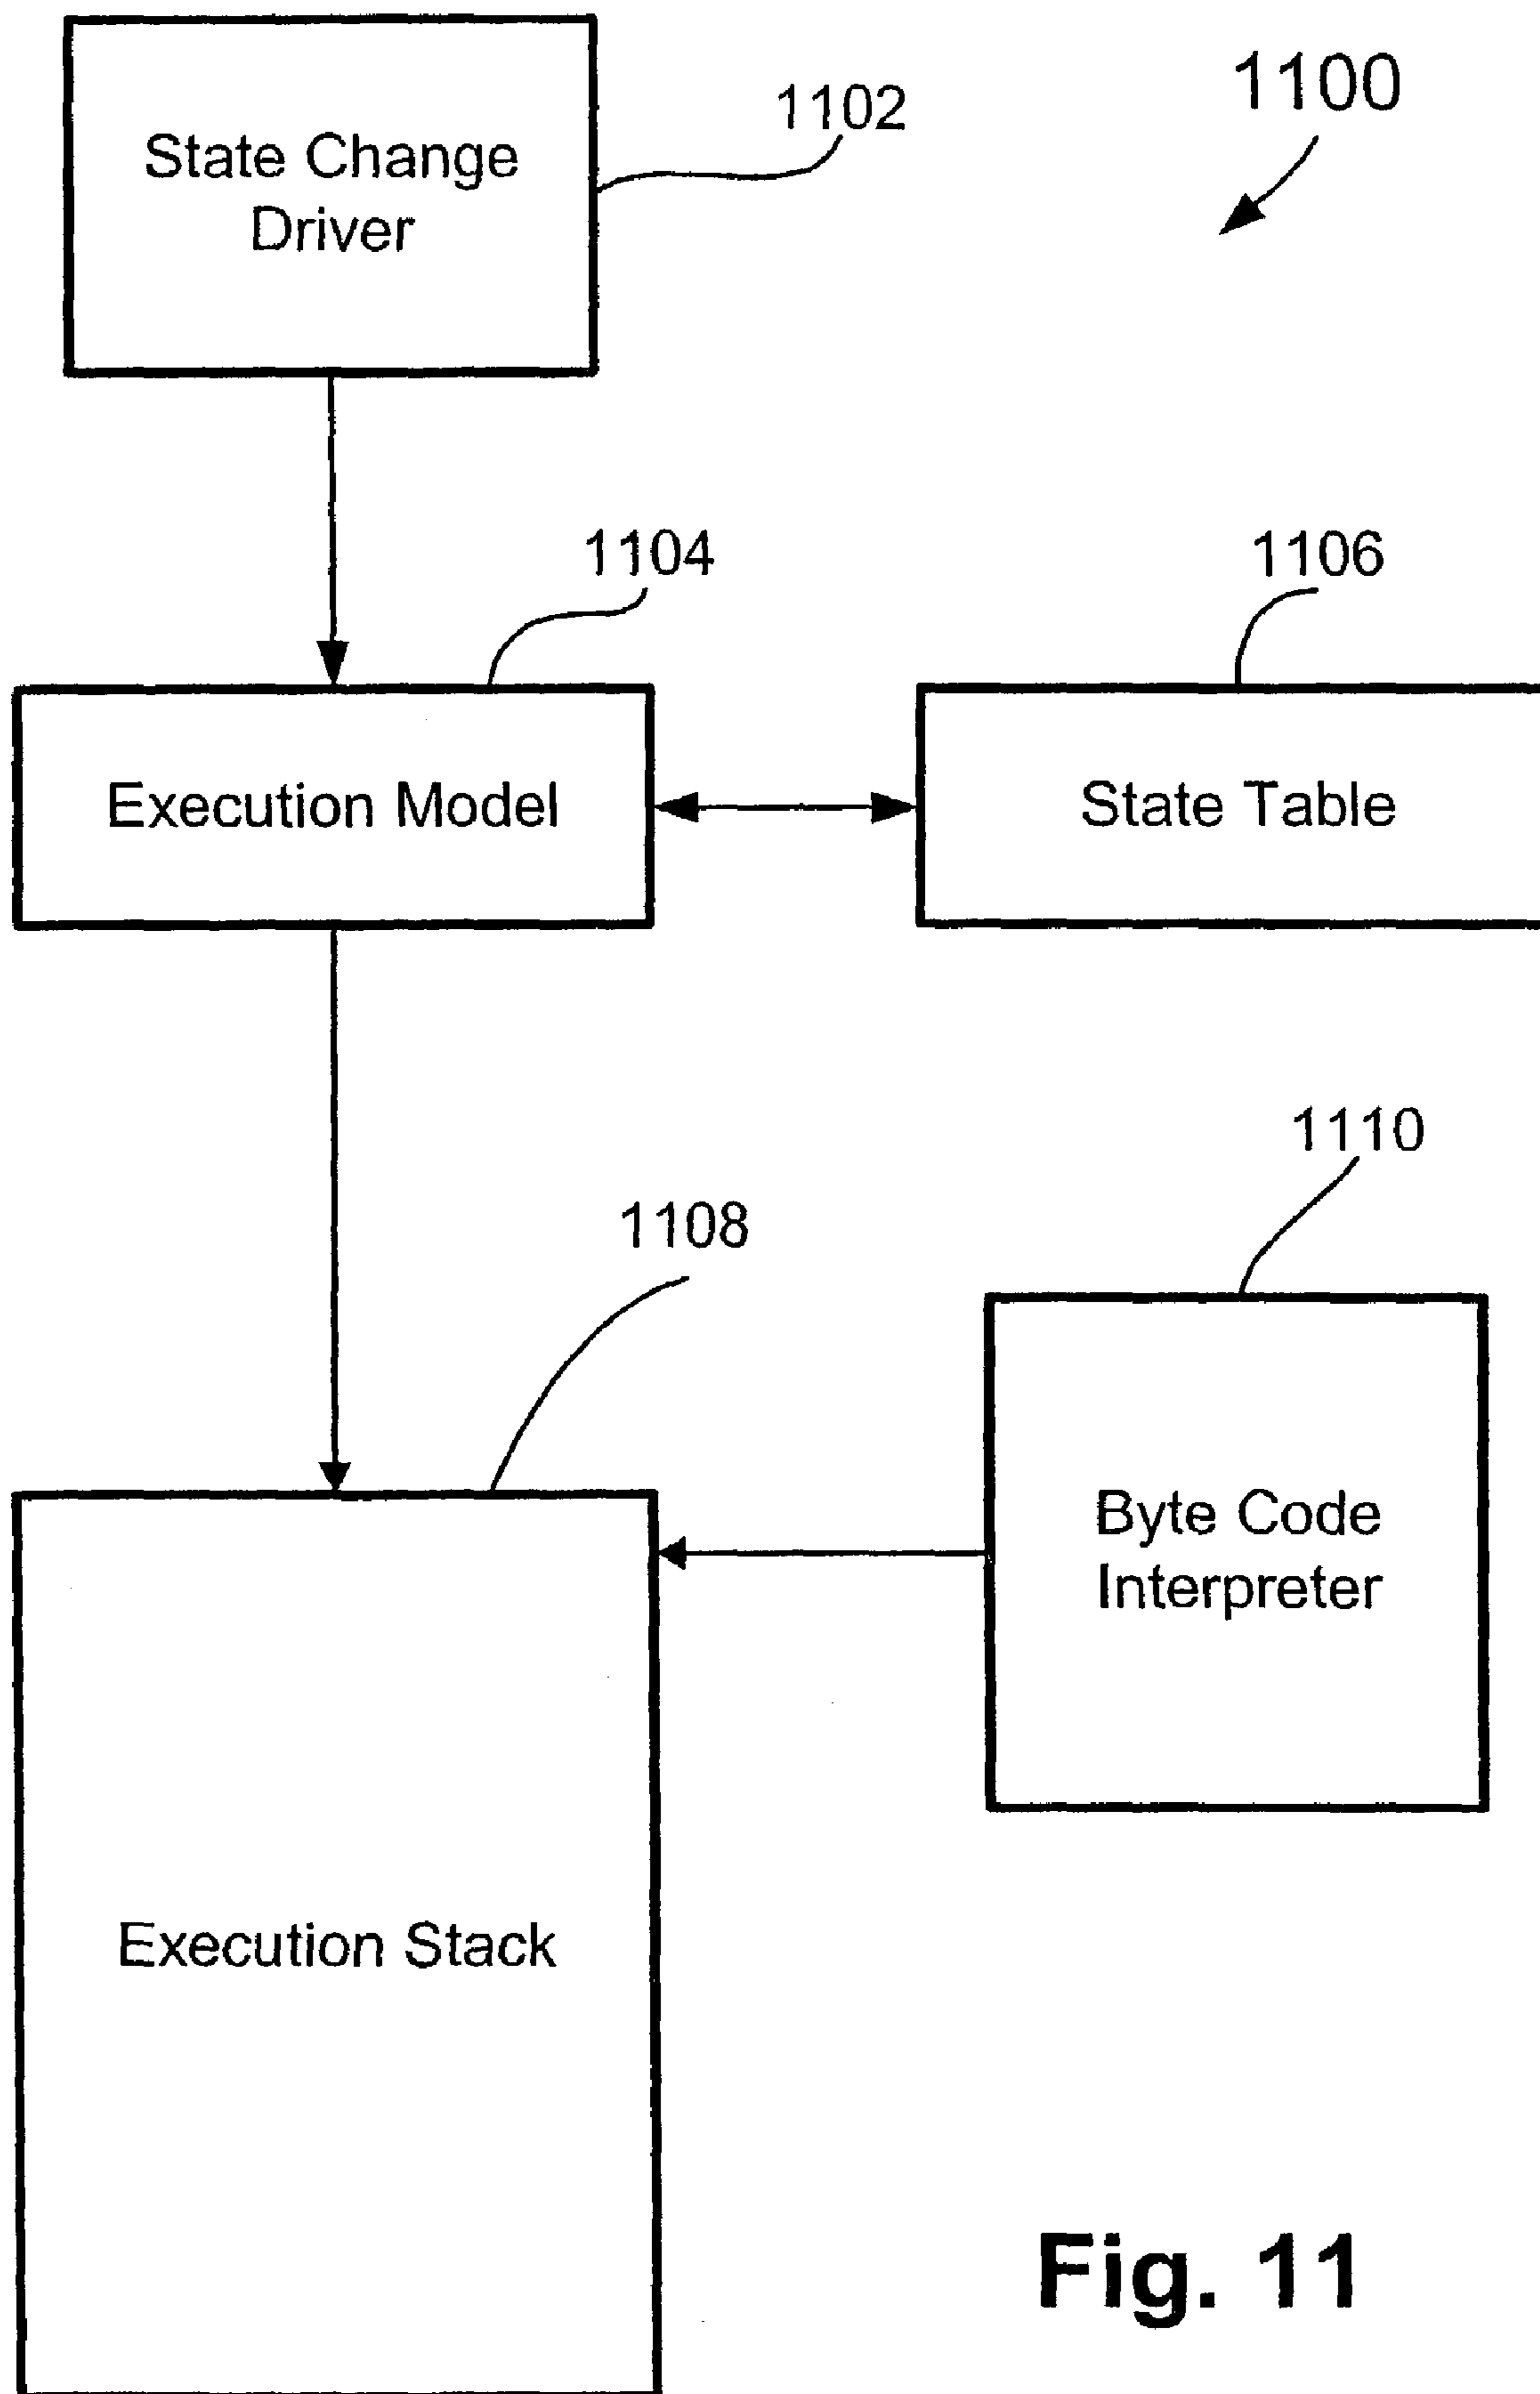 1100
1102
State Change
Driver
1104
1106
Execution Model
State Table
1110
1108
Byte Code
Interpreter
Execution Stack
Fig. 11